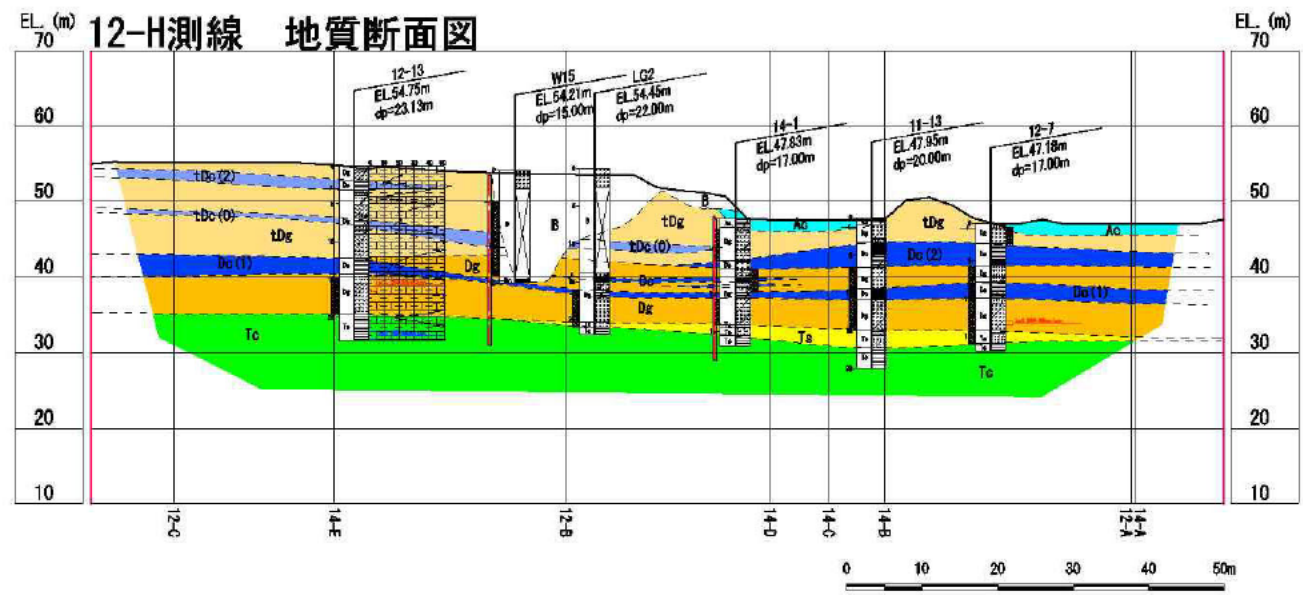 EL. (m)
12-H測線 地質断面図
EL. (m)
70
70
12-13
EL.54.75m
dp=23.13m
W15
EL.54.21m
dp=15.00m
LG2
EL.54.45m
dp=22.00m
14-1
EL.47.83m
dp=17.00m
11-13
EL.47.95m
dp=20.00m
12-7
EL.47.18m
dp=17.00m
60
60
50
50
40
40
30
30
20
20
10
10
tDc(2)
tDc(0)
tDg
Dc(1)
Dg
Tc
B
B
tDg
tDc(0)
Dc
Dg
Ac
tDg
Ac
Dc(2)
Dc(1)
Ts
Tc
12-C
14-E
12-B
14-D
14-C
14-B
12-A
14-A
0 10 20 30 40 50m